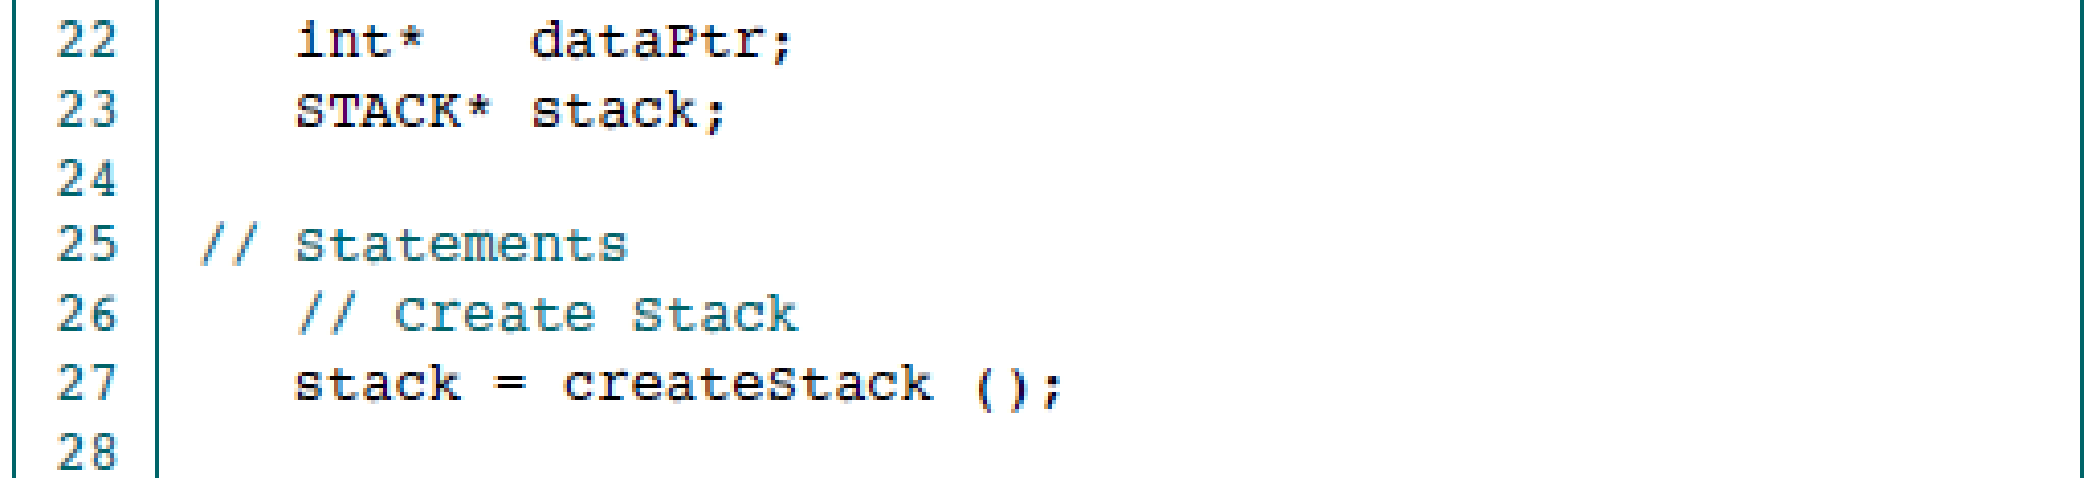 22 int* dataPtr;
23 STACK* stack;
24
25 // Statements
26 // Create Stack
27 stack = createStack ();
28